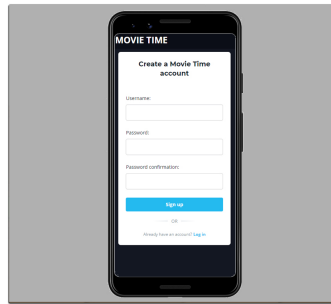 MOVIE TIME
Create a Movie Time
account
Username:
Password:
Password confirmation:
Sign up
OR
Already have an account? Log in